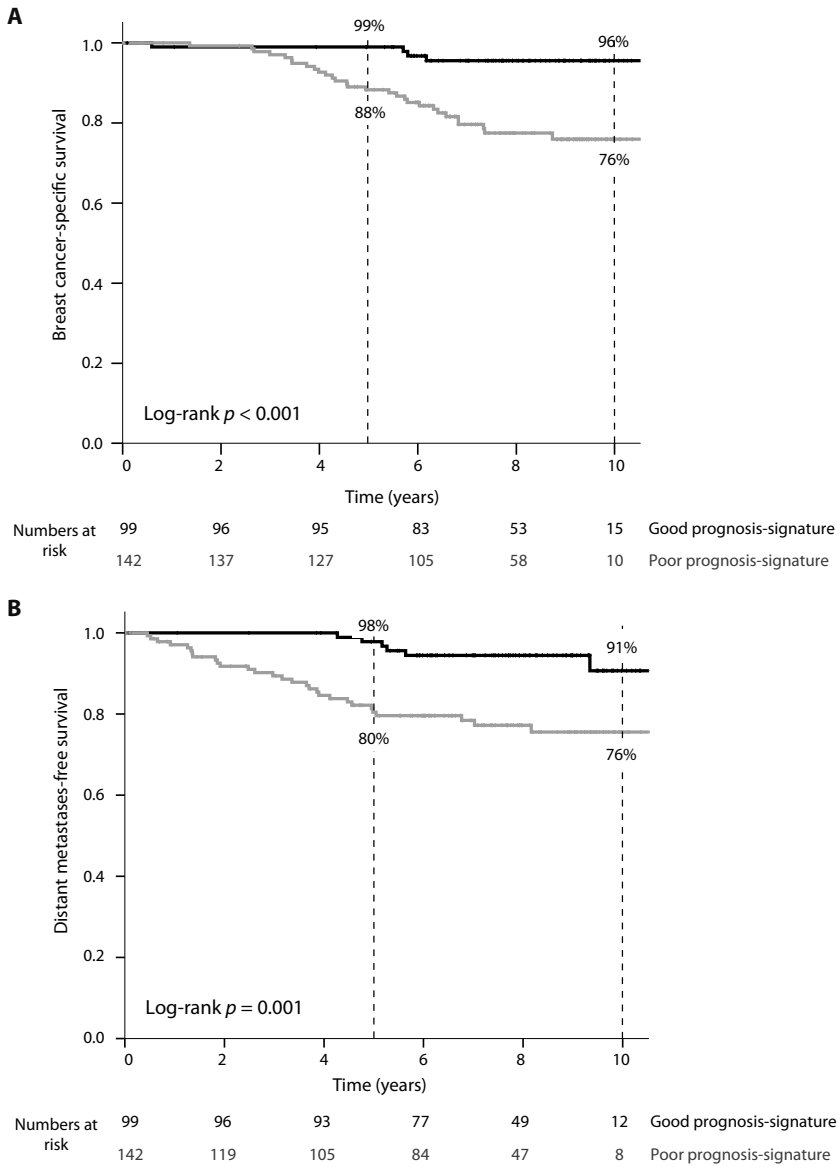 A
99%
96%
1.0
0.8
88%
76%
0.6
0.4
0.2
0.0
Breast cancer-specific survival
Log-rank p < 0.001
0 2 4 6 8 10
Time (years)
Numbers at risk
99 96 95 83 53 15 Good prognosis-signature
142 137 127 105 58 10 Poor prognosis-signature
B
98%
91%
1.0
0.8
80%
76%
0.6
0.4
0.2
0.0
Distant metastases-free survival
Log-rank p = 0.001
0 2 4 6 8 10
Time (years)
Numbers at risk
99 96 93 77 49 12 Good prognosis-signature
142 119 105 84 47 8 Poor prognosis-signature